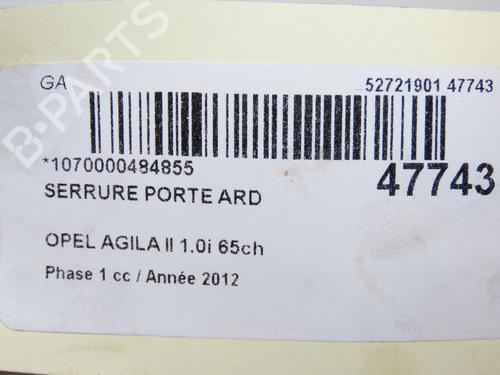 GA
52721901 47743
*1070000484855
47743
SERRURE PORTE ARD
OPEL AGILA II 1.0i 65ch
Phase 1 cc / Année 2012
B-PARTS